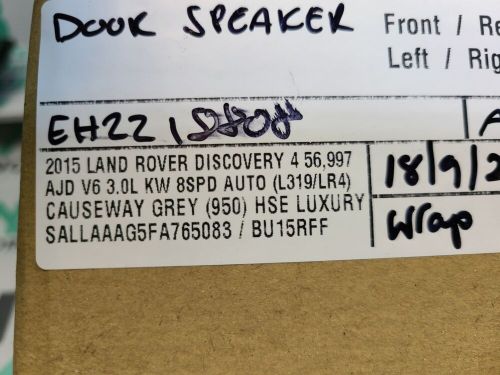 DOOR SPEAKER
Front / Re
Left / Rig
EH22
A
2015 LAND ROVER DISCOVERY 4 56,997
AJD V6 3.0L KW 8SPD AUTO (L319/LR4)
CAUSEWAY GREY (950) HSE LUXURY
SALLAAAG5FA765083 / BU15RFF
18/9/2
Wrap